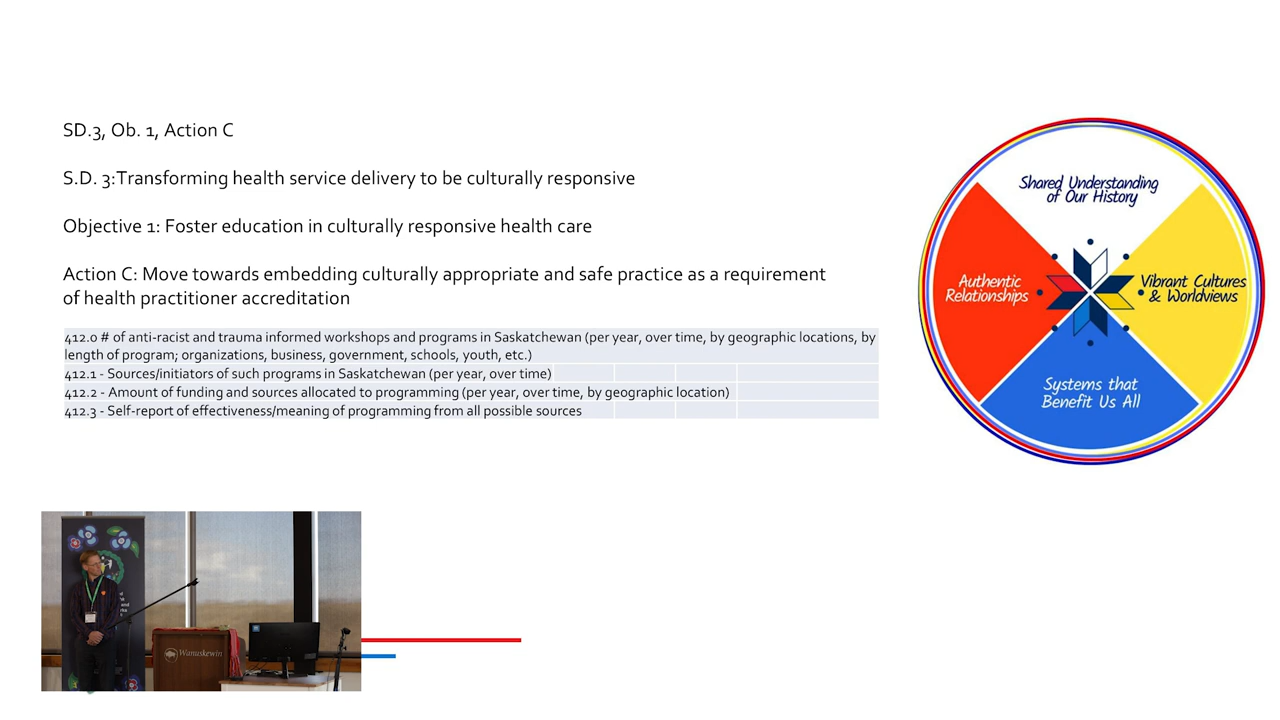 SD.3, Ob. 1, Action C
S.D. 3:Transforming health service delivery to be culturally responsive
Objective 1: Foster education in culturally responsive health care
Action C: Move towards embedding culturally appropriate and safe practice as a requirement
of health practitioner accreditation
412.0 # of anti-racist and trauma informed workshops and programs in Saskatchewan (per year, over time, by geographic locations, by
length of program; organizations, business, government, schools, youth, etc.)
412.1 - Sources/initiators of such programs in Saskatchewan (per year, over time)
412.2 - Amount of funding and sources allocated to programming (per year, over time, by geographic location)
412.3 - Self-report of effectiveness/meaning of programming from all possible sources
Shared Understanding
of Our History
Authentic
Relationships
Vibrant Cultures
& Worldviews
Systems that
Benefit Us All
Wanuskewin